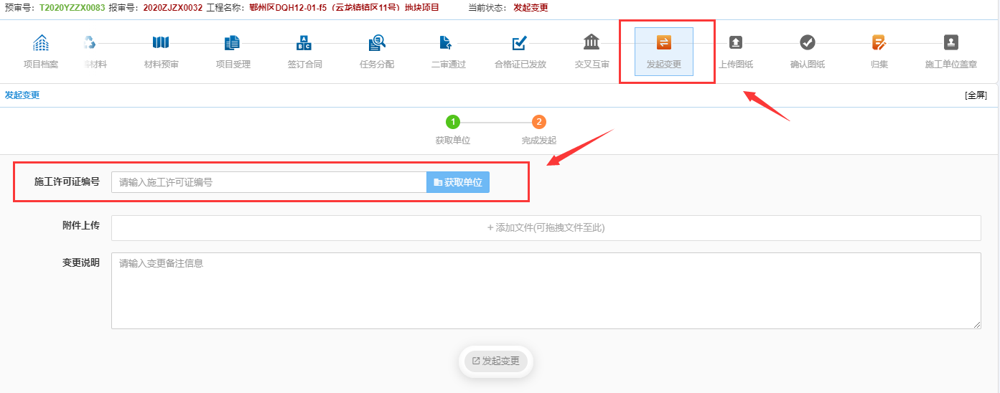 预审号：T2020YZZX0083 报审号：2020ZJZX0032 工程名称：鄞州区DQH12-01-f5（云龙镇镇区11号）地块项目 当前状态：发起变更
项目档案 备材料 材料预审 项目受理 签订合同 任务分配 二审通过 合格证已发放 交叉互审 发起变更 上传图纸 确认图纸 归集 施工单位盖章
发起变更 [全屏]
1 2
获取单位 完成发起
施工许可证编号 请输入施工许可证编号 获取单位
附件上传 +添加文件(可拖拽文件至此)
变更说明 请输入变更备注信息
发起变更